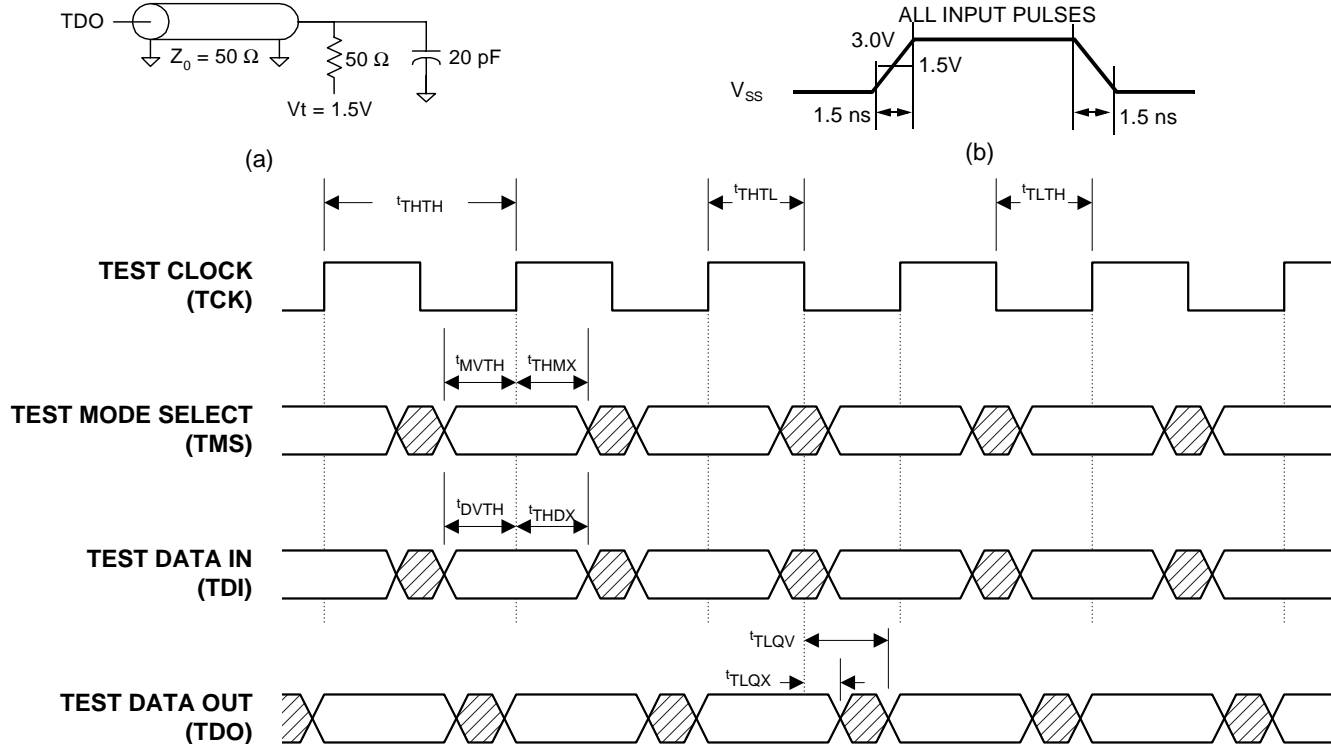 ALL INPUT PULSES
TDO
Z0 = 50 Ω
50 Ω
20 pF
Vt = 1.5V
(a)
3.0V
1.5V
VSS
1.5 ns
1.5 ns
(b)
tTHTH
tTHTL
tTLTH
TEST CLOCK
(TCK)
tMVTH
tTHMX
TEST MODE SELECT
(TMS)
tDVTH
tTHDX
TEST DATA IN
(TDI)
tTLQV
tTLQX
TEST DATA OUT
(TDO)